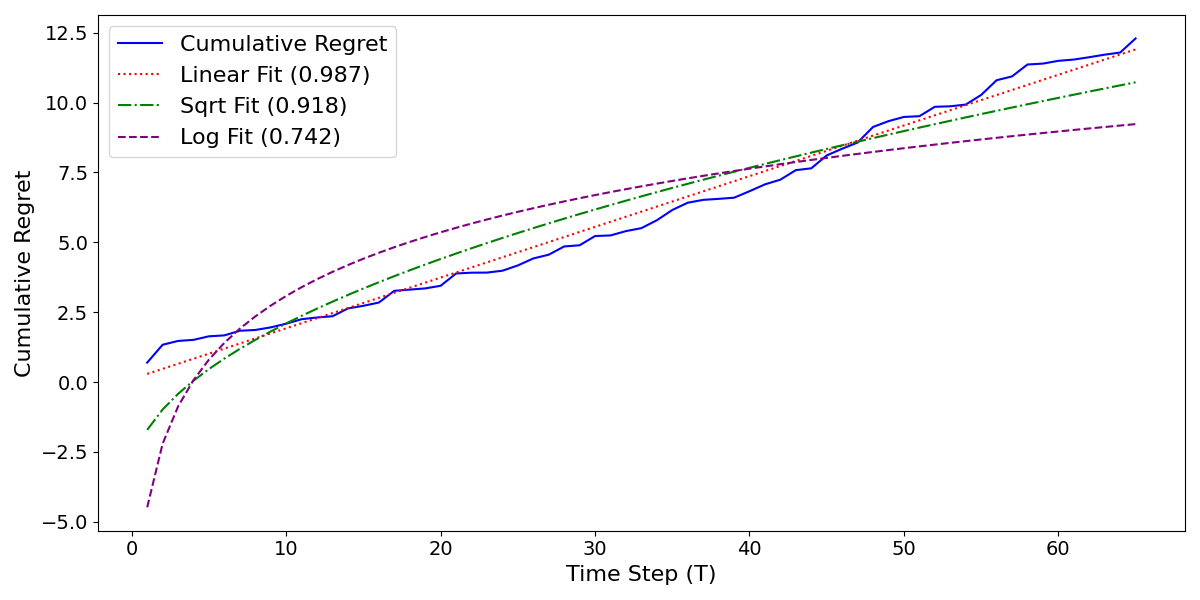 Cumulative Regret
Linear Fit (0.987)
Sqrt Fit (0.918)
Log Fit (0.742)
Cumulative Regret
12.5
10.0
7.5
5.0
2.5
0.0
−2.5
−5.0
0 10 20 30 40 50 60
Time Step (T)